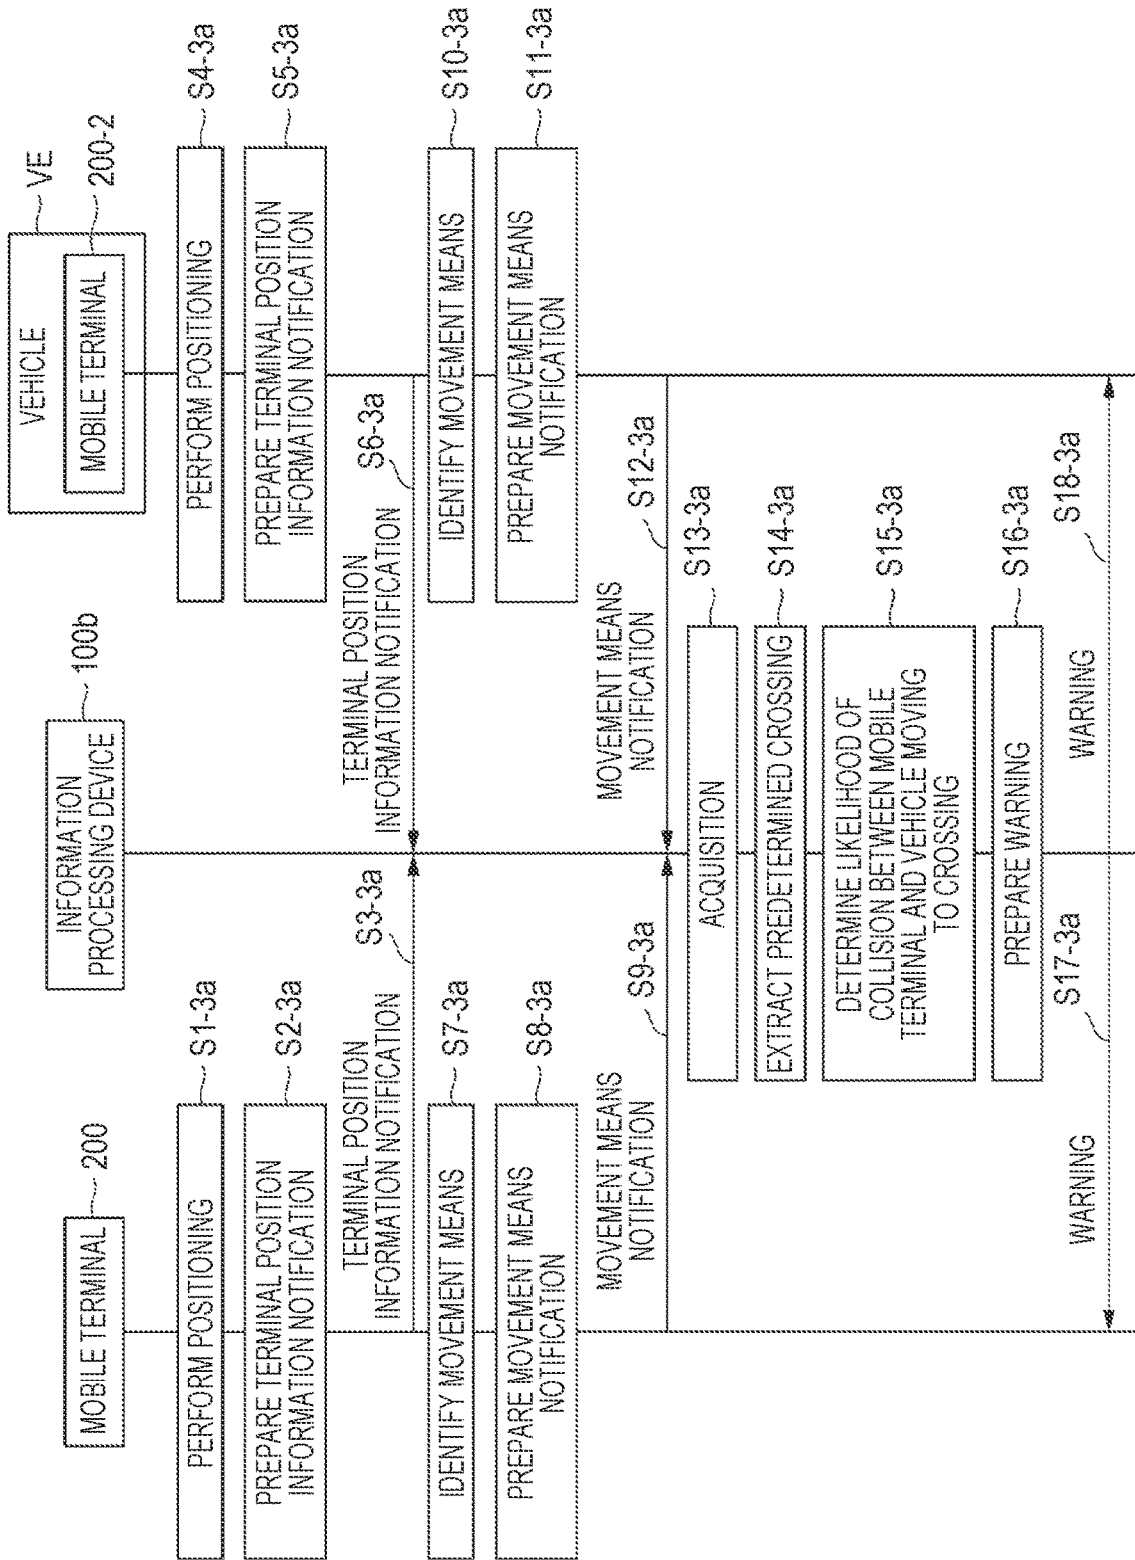 MOBILE TERMINAL
200
INFORMATION
PROCESSING DEVICE
100b
VEHICLE
VE
MOBILE TERMINAL
200-2
PERFORM POSITIONING
S1-3a
PERFORM POSITIONING
S4-3a
PREPARE TERMINAL POSITION
INFORMATION NOTIFICATION
S2-3a
PREPARE TERMINAL POSITION
INFORMATION NOTIFICATION
S5-3a
TERMINAL POSITION
INFORMATION NOTIFICATION
S3-3a
TERMINAL POSITION
INFORMATION NOTIFICATION
S6-3a
IDENTIFY MOVEMENT MEANS
S7-3a
IDENTIFY MOVEMENT MEANS
S10-3a
PREPARE MOVEMENT MEANS
NOTIFICATION
S8-3a
PREPARE MOVEMENT MEANS
NOTIFICATION
S11-3a
MOVEMENT MEANS
NOTIFICATION
S9-3a
MOVEMENT MEANS
NOTIFICATION
S12-3a
ACQUISITION
S13-3a
EXTRACT PREDETERMINED CROSSING
S14-3a
DETERMINE LIKELIHOOD OF
COLLISION BETWEEN MOBILE
TERMINAL AND VEHICLE MOVING
TO CROSSING
S15-3a
PREPARE WARNING
S16-3a
WARNING
S17-3a
WARNING
S18-3a